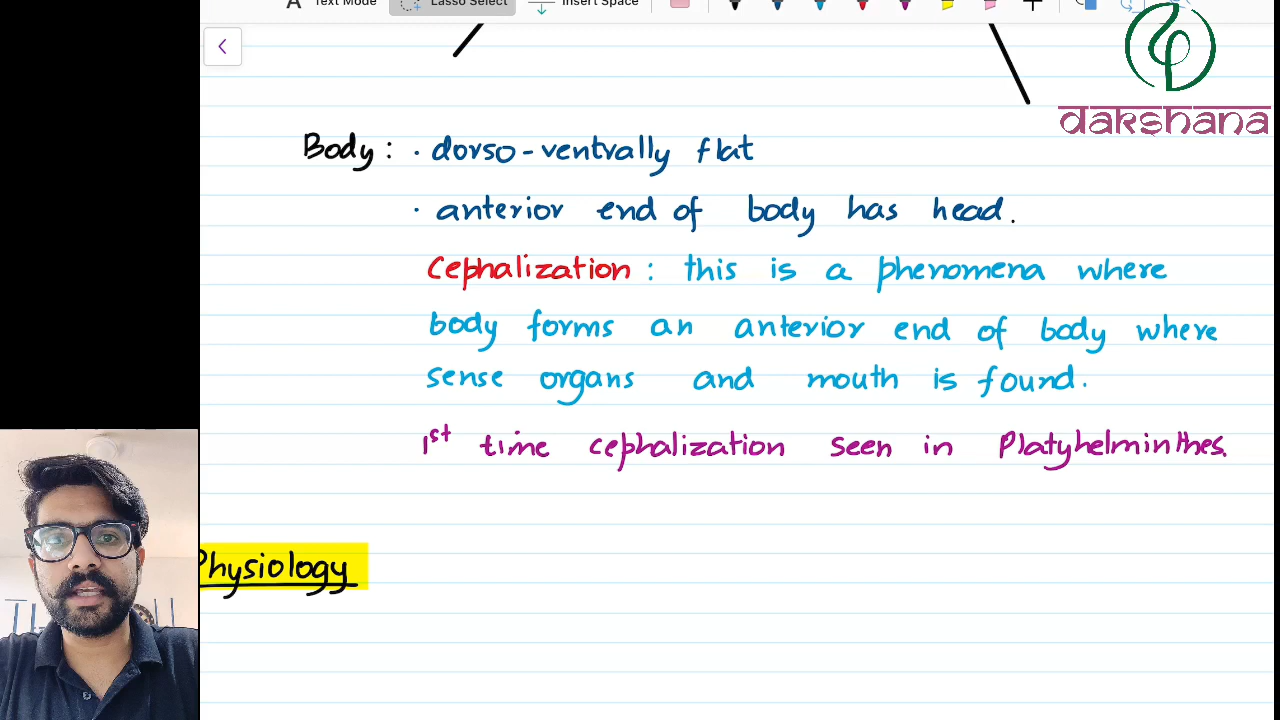 Text Mode
Lasso Select
Insert Space
dakshana
Body : · dorso-ventrally flat
· anterior end of body has head.
Cephalization : this is a phenomena where
body forms an anterior end of body where
sense organs and mouth is found.
1st time cephalization seen in Platyhelminthes.
Physiology